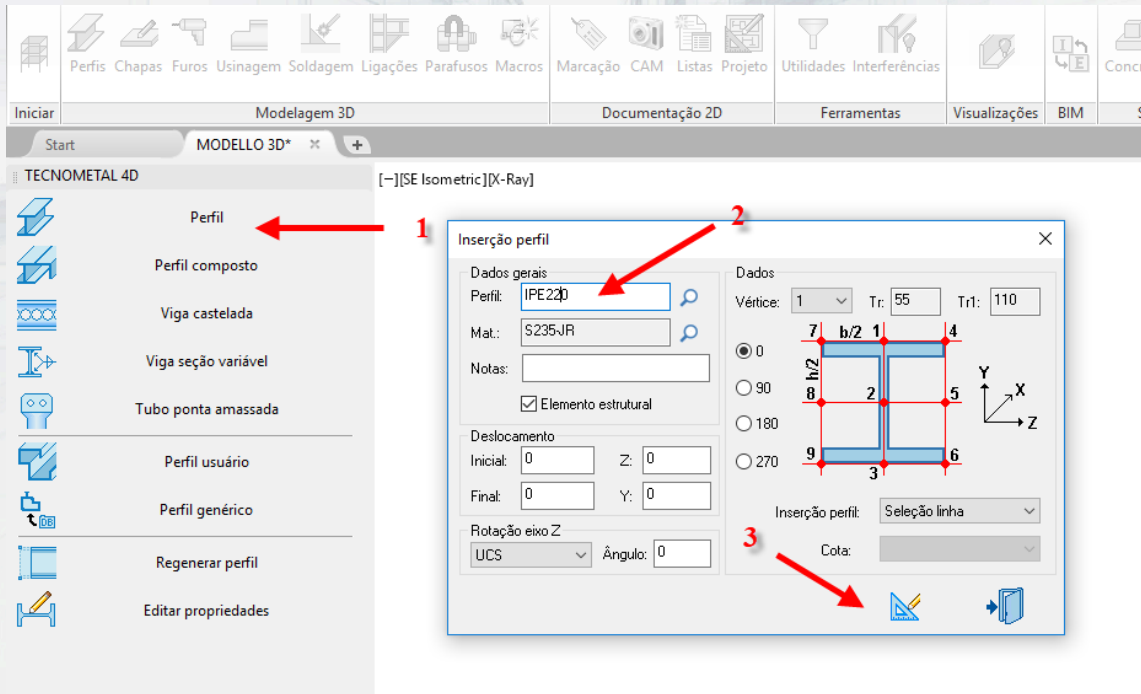 Perfis Chapas Furos Usinagem Soldagem Ligações Parafusos Macros Marcação CAM Listas Projeto Utilidades Interferências
Iniciar Modelagem 3D Documentação 2D Ferramentas Visualizações BIM
Start MODELLO 3D*
TECNOMETAL 4D
[−][SE Isometric][X-Ray]
Perfil
1
Perfil composto
Viga castelada
Viga seção variável
Tubo ponta amassada
Perfil usuário
Perfil genérico
DB
Regenerar perfil
Editar propriedades
2
Inserção perfil
Dados gerais
Perfil: IPE220
Mat.: S235-JR
Notas:
Elemento estrutural
Deslocamento
Inicial: 0 Z: 0
Final: 0 Y: 0
Rotação eixo Z
UCS Ângulo: 0
Dados
Vértice: 1 Tr: 55 Tr1: 110
0
90
180
270
7 b/2 1 4
h/2
8 2 5
9 3 6
Y
X
Z
Inserção perfil: Seleção linha
Cota:
3